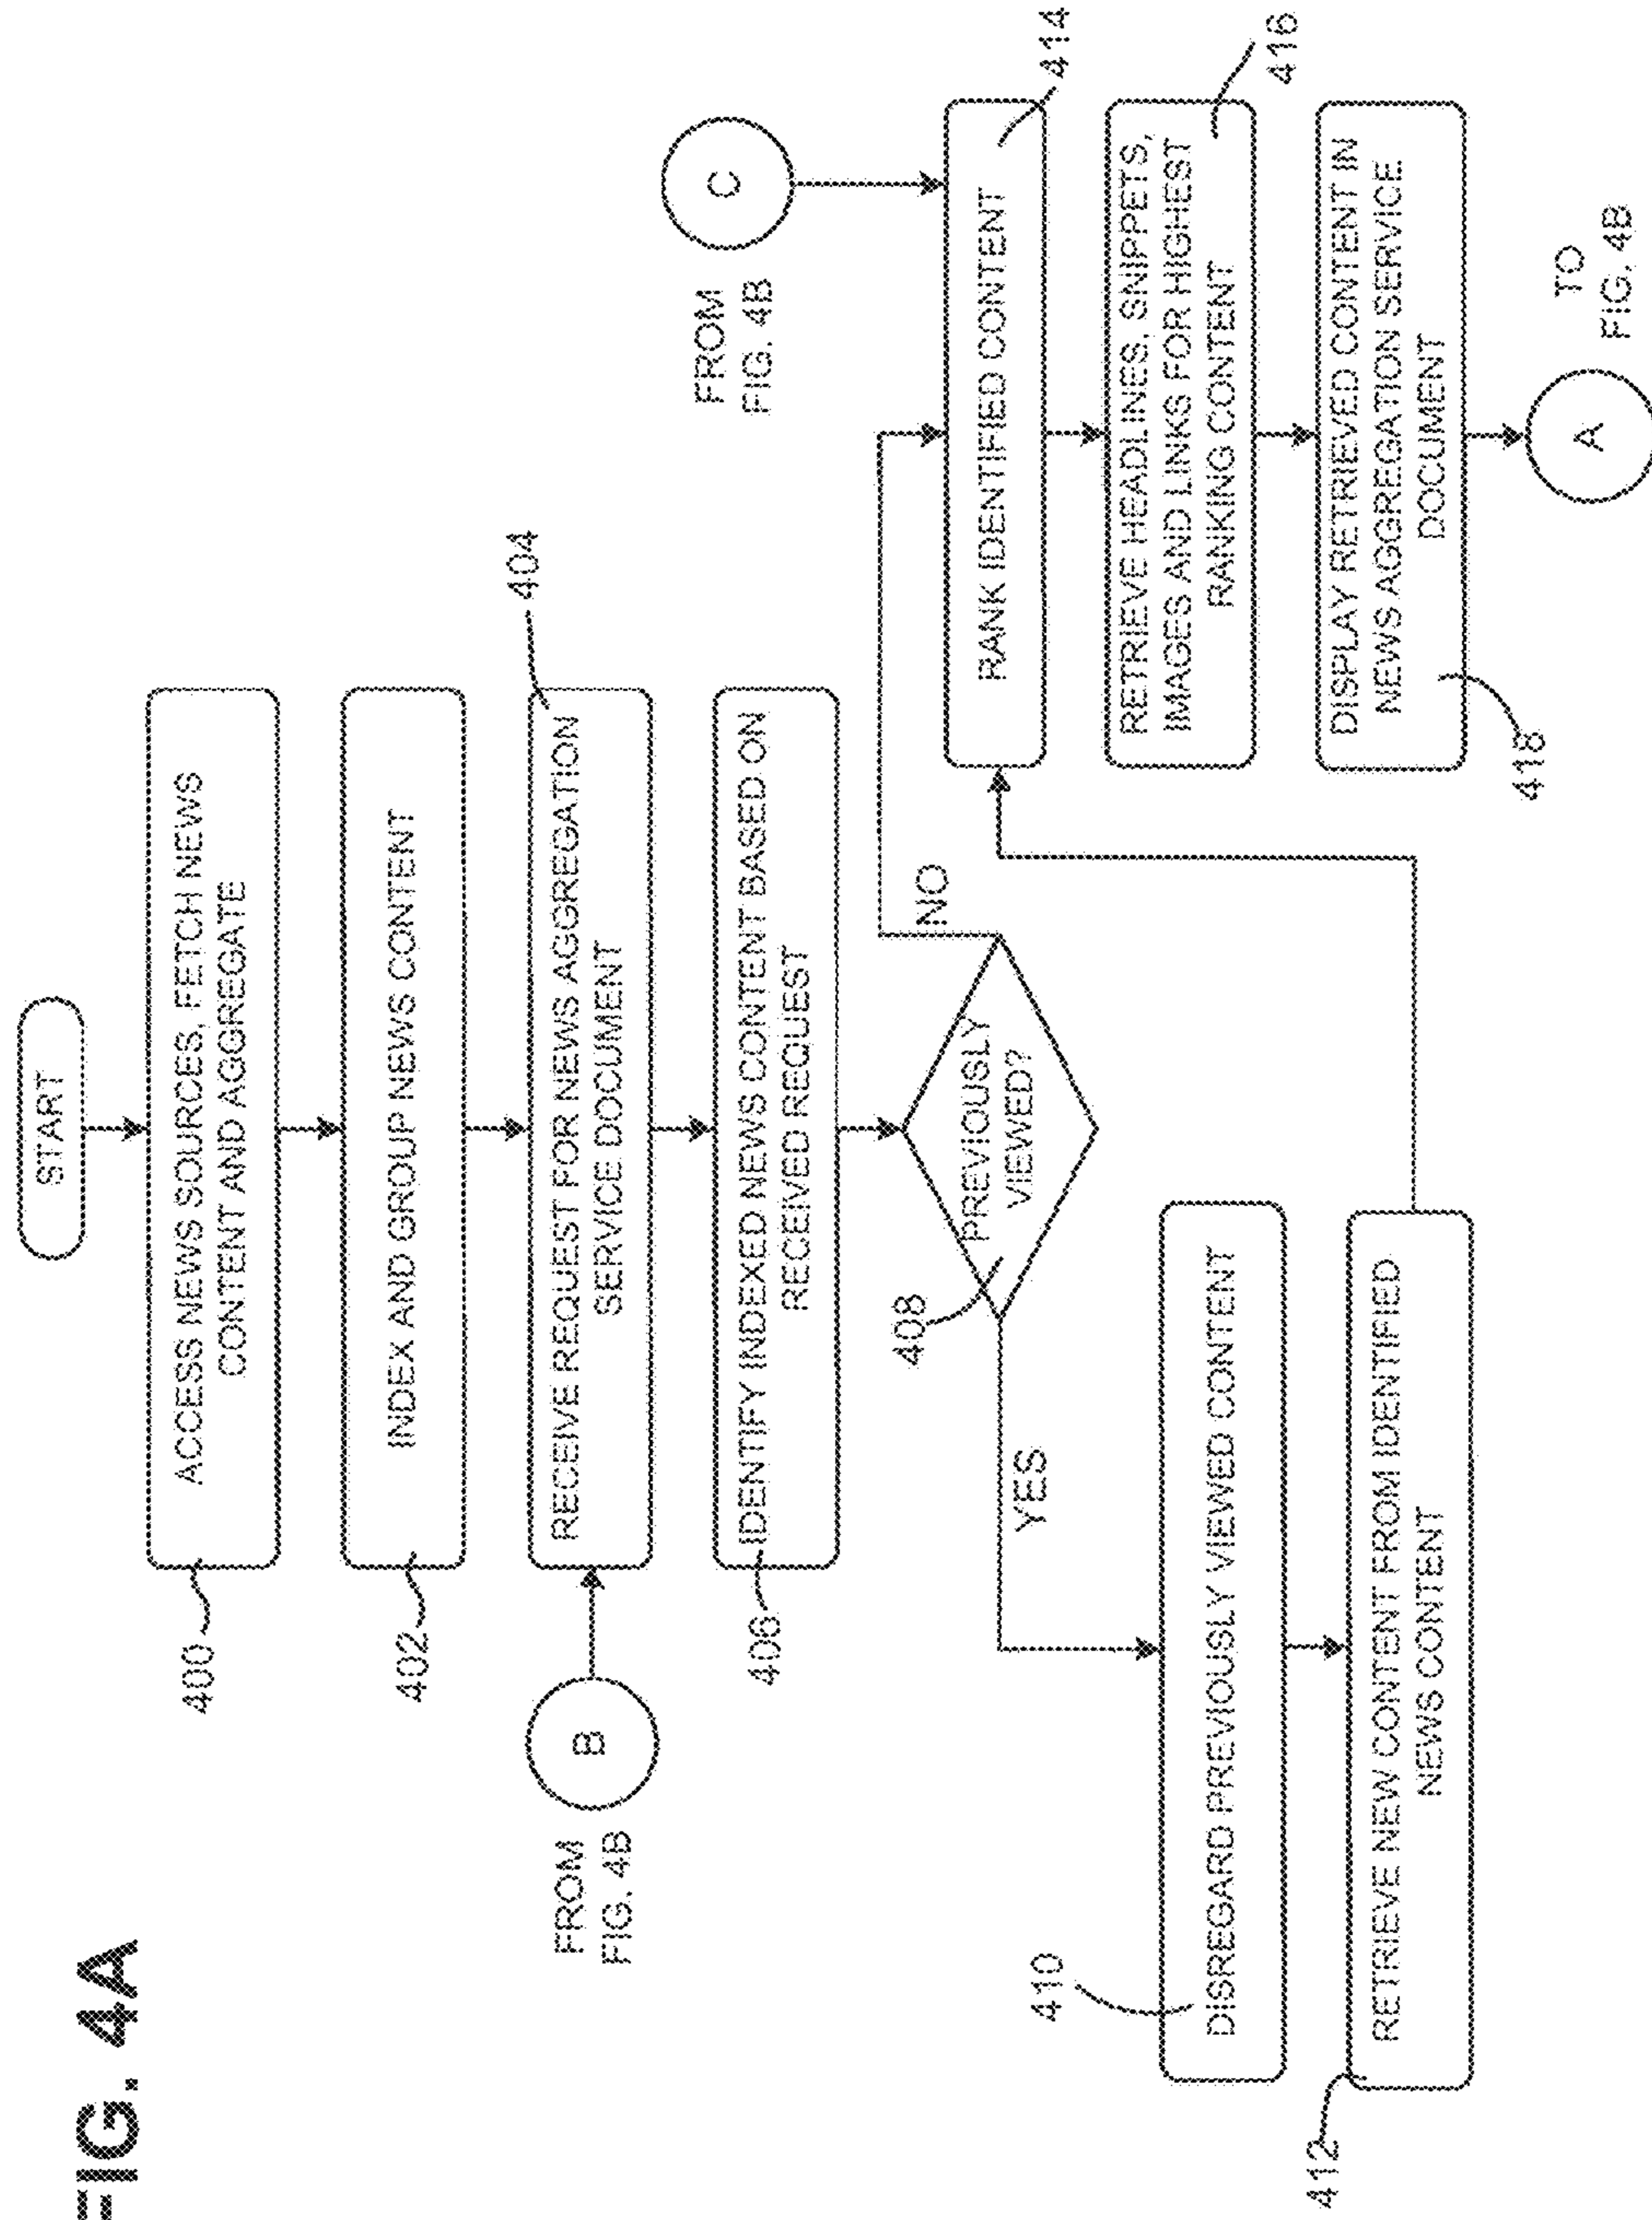 FIG. 4A
START
ACCESS NEWS SOURCES, FETCH NEWS
CONTENT AND AGGREGATE
400
INDEX AND GROUP NEWS CONTENT
402
FROM
FIG. 4B
B
RECEIVE REQUEST FOR NEWS AGGREGATION
SERVICE DOCUMENT
404
IDENTIFY INDEXED NEWS CONTENT BASED ON
RECEIVED REQUEST
406
PREVIOUSLY
VIEWED?
408
YES
NO
410
DISREGARD PREVIOUSLY VIEWED CONTENT
412
RETRIEVE NEW CONTENT FROM IDENTIFIED
NEWS CONTENT
FROM
FIG. 4B
C
RANK IDENTIFIED CONTENT
414
RETRIEVE HEADLINES, SNIPPETS,
IMAGES AND LINKS FOR HIGHEST
RANKING CONTENT
416
DISPLAY RETRIEVED CONTENT IN
NEWS AGGREGATION SERVICE
DOCUMENT
418
A
TO
FIG. 4B